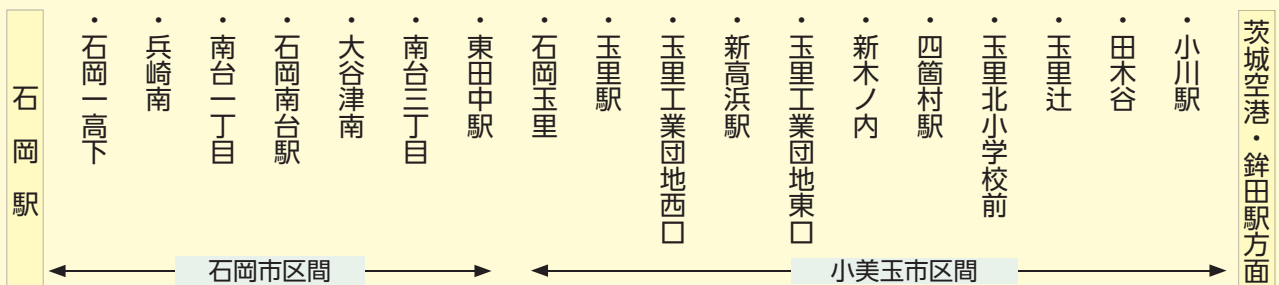 石岡駅
・石岡一高下
・兵崎南
・南台一丁目
・石岡南台駅
・大谷津南
・南台三丁目
・東田中駅
・石岡玉里
・玉里駅
・玉里工業団地西口
・新高浜駅
・玉里工業団地東口
・新木ノ内
・四箇村駅
・玉里北小学校前
・玉里辻
・田木谷
・小川駅
茨城空港・鉾田駅方面
石岡市区間
小美玉市区間